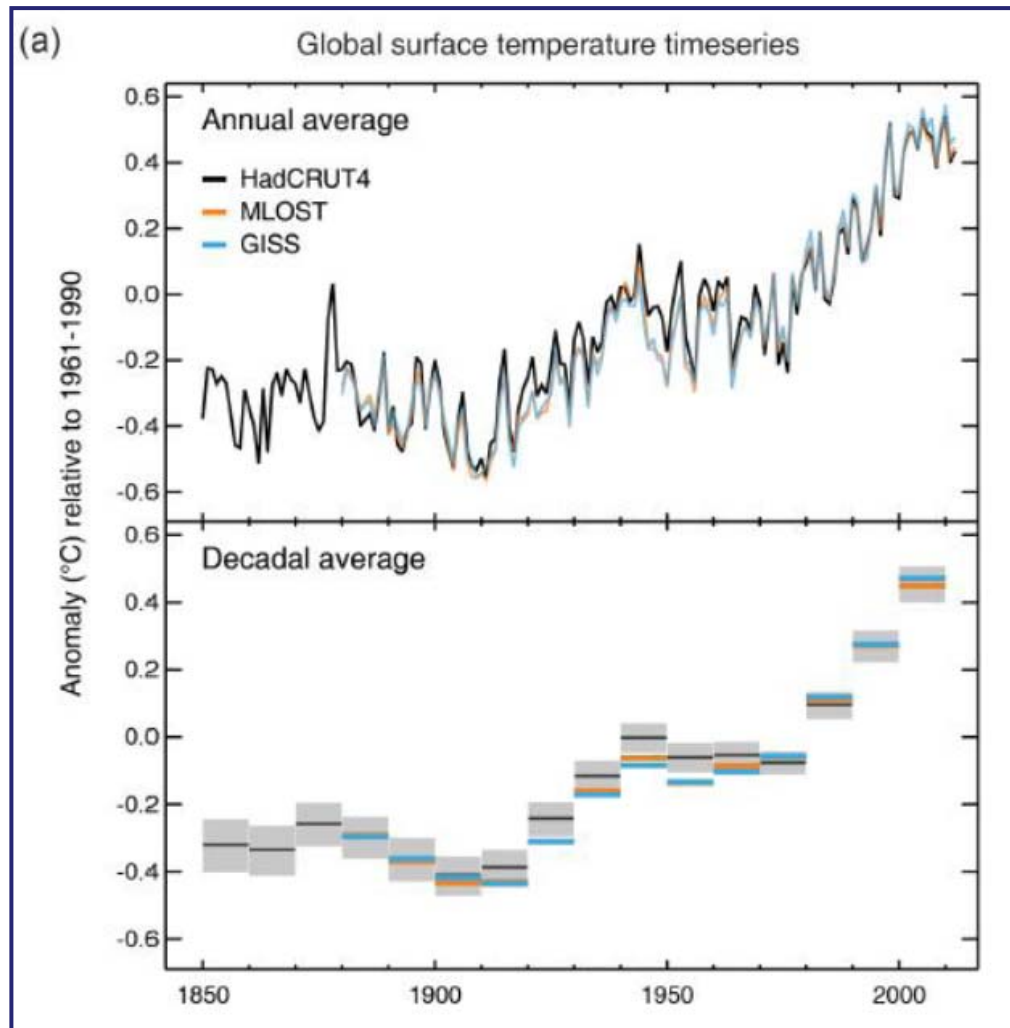 (a)
Global surface temperature timeseries
Anomaly (°C) relative to 1961-1990
0.6
0.4
0.2
0.0
-0.2
-0.4
-0.6
Annual average
HadCRUT4
MLOST
GISS
0.6
0.4
0.2
0.0
-0.2
-0.4
-0.6
Decadal average
1850
1900
1950
2000